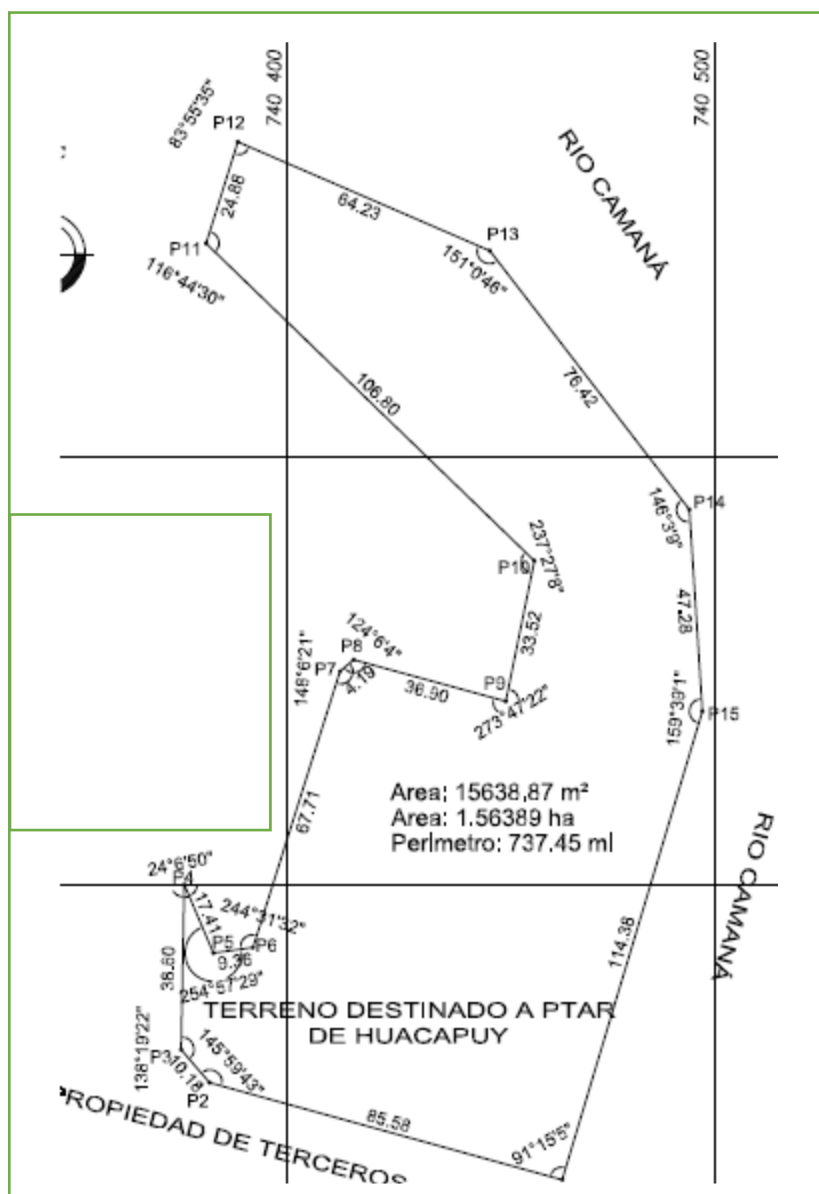 740 400
740 500
83°55'35"
P12
RIO CAMANÁ
24.88
64.23
P13
P11
151°0'46"
116°44'30"
76.42
106.80
P14
146°3'9"
237°27'8"
P10
47.28
33.52
124°6'4"
P8
148°6'21"
P7
4.19
36.90
P9
273°47'22"
159°39'1"
P15
Area: 15638.87 m²
Area: 1.56389 ha
Perimetro: 737.45 ml
67.71
RIO CAMANÁ
24°6'50"
P4
17.41
244°31'32"
P5
P6
9.36
254°57'29"
38.60
114.38
TERRENO DESTINADO A PTAR
DE HUACAPUY
138°19'22"
P3
10.18
145°59'43"
P2
85.58
91°15'5"
PROPIEDAD DE TERCEROS